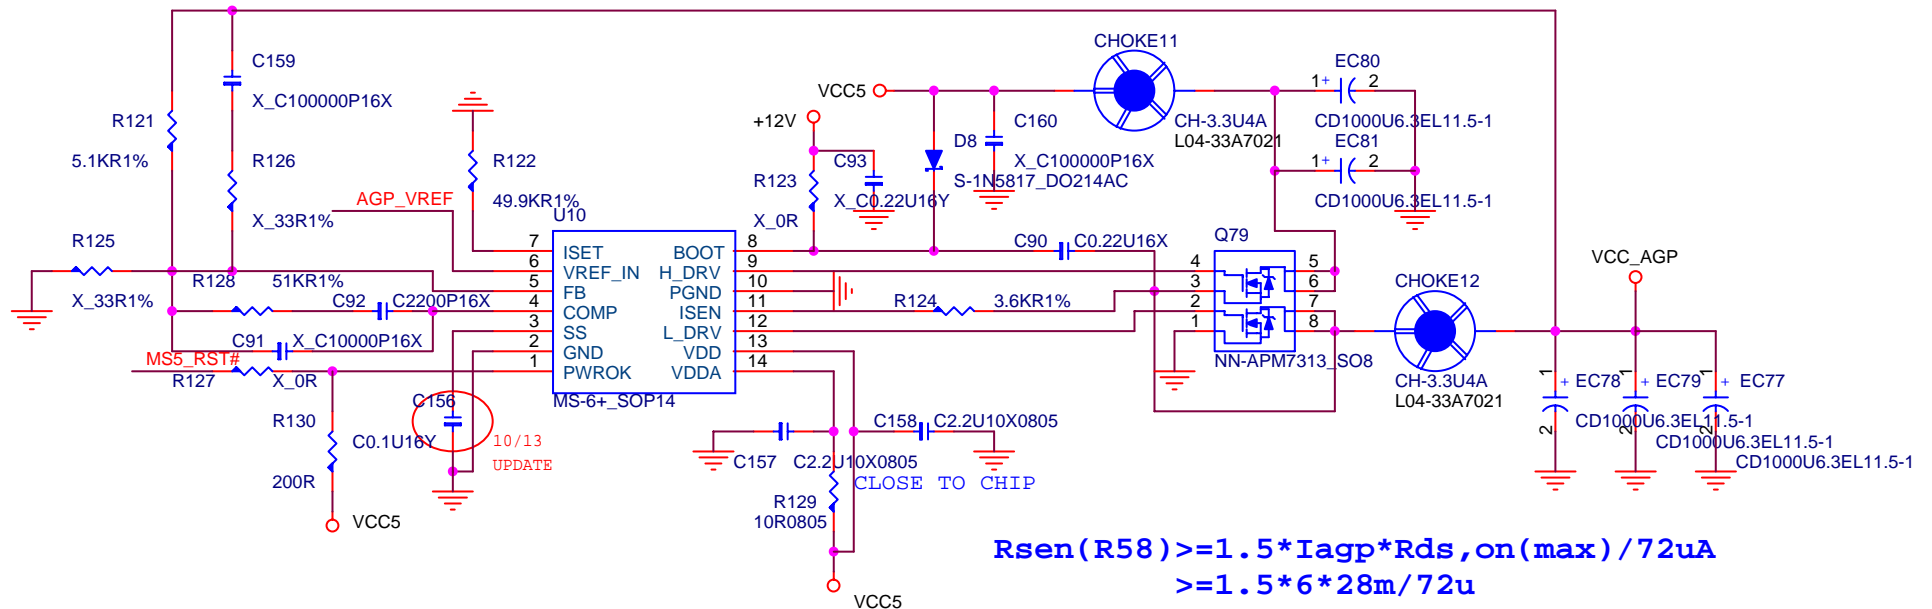 C159
X_C100000P16X
R121
5.1KR1%
R126
X_33R1%
R122
49.9KR1%
AGP_VREF
R125
X_33R1%
R128
51KR1%
C92
C2200P16X
C91
X_C10000P16X
MS5_RST#
R127
X_0R
R130
200R
VCC5
C156
C0.1U16Y
10/13
UPDATE
U10
7
6
5
4
3
2
1
ISET
VREF_IN
FB
COMP
SS
GND
PWROK
BOOT
H_DRV
PGND
ISEN
L_DRV
VDD
VDDA
8
9
10
11
12
13
14
MS-6+_SOP14
+12V
R123
X_0R
C93
X_C0.22U16Y
VCC5
D8
S-1N5817_DO214AC
C160
X_C100000P16X
CHOKE11
CH-3.3U4A
L04-33A7021
EC80
1
+
2
CD1000U6.3EL11.5-1
EC81
1
+
2
CD1000U6.3EL11.5-1
C90
C0.22U16X
R124
3.6KR1%
Q79
4
3
2
1
5
6
7
8
NN-APM7313_SO8
CHOKE12
CH-3.3U4A
L04-33A7021
VCC_AGP
1
+
EC78
2
CD1000U6.3EL11.5-1
1
+
EC79
2
CD1000U6.3EL11.5-1
1
+
EC77
2
CD1000U6.3EL11.5-1
C157
C2.2U10X0805
C158
C2.2U10X0805
CLOSE TO CHIP
R129
10R0805
VCC5
Rsen(R58)>=1.5*Iagp*Rds,on(max)/72uA
>=1.5*6*28m/72u